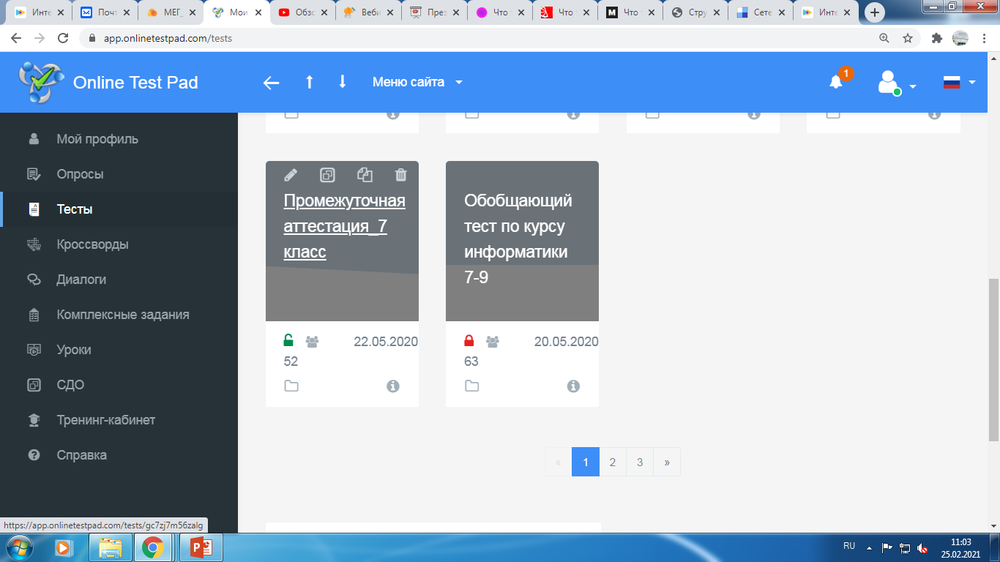 Инте
Почт
МЕГ_
Мои
Обзо
Веби
През
Что
Что т
Что
Стру
Сете
Инте
app.onlinetestpad.com/tests
Online Test Pad
Меню сайта
1
Мой профиль
Опросы
Тесты
Кроссворды
Диалоги
Комплексные задания
Уроки
СДО
Тренинг-кабинет
Справка
Промежуточная
аттестация_7
класс
22.05.2020
52
Обобщающий
тест по курсу
информатики
7-9
20.05.2020
63
« 1 2 3 »
https://app.onlinetestpad.com/tests/gc7zj7m56zalg
RU
11:03
25.02.2021